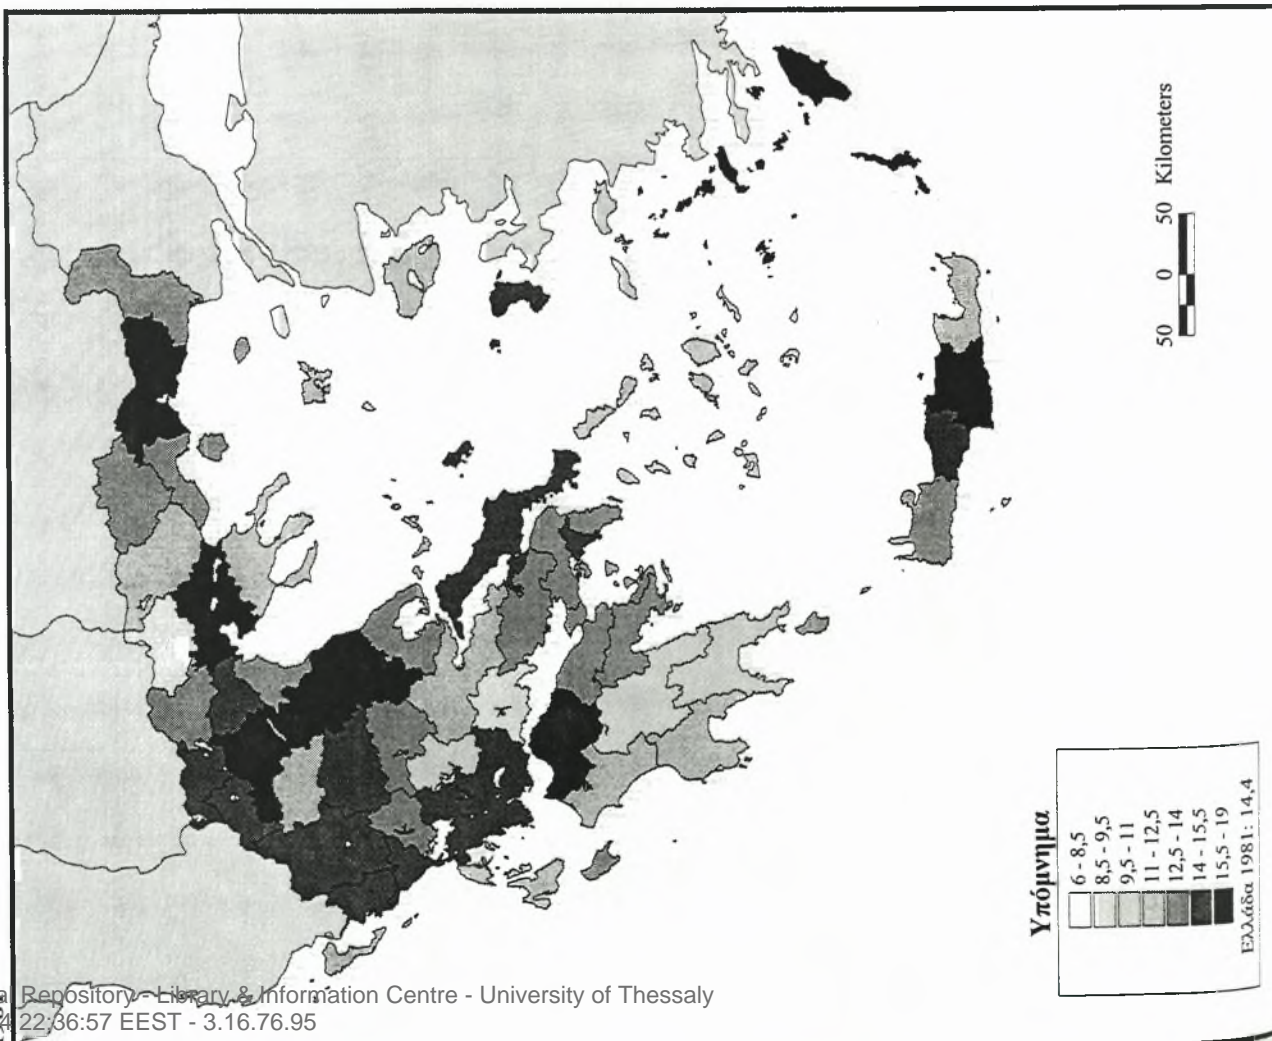 50 0 50 Kilometers
Υπόμνημα
6 - 8,5
8,5 - 9,5
9,5 - 11
11 - 12,5
12,5 - 14
14 - 15,5
15,5 - 19
Ελλάδα 1981: 14,4
Repository - Library & Information Centre - University of Thessaly
22:36:57 EEST - 3.16.76.95